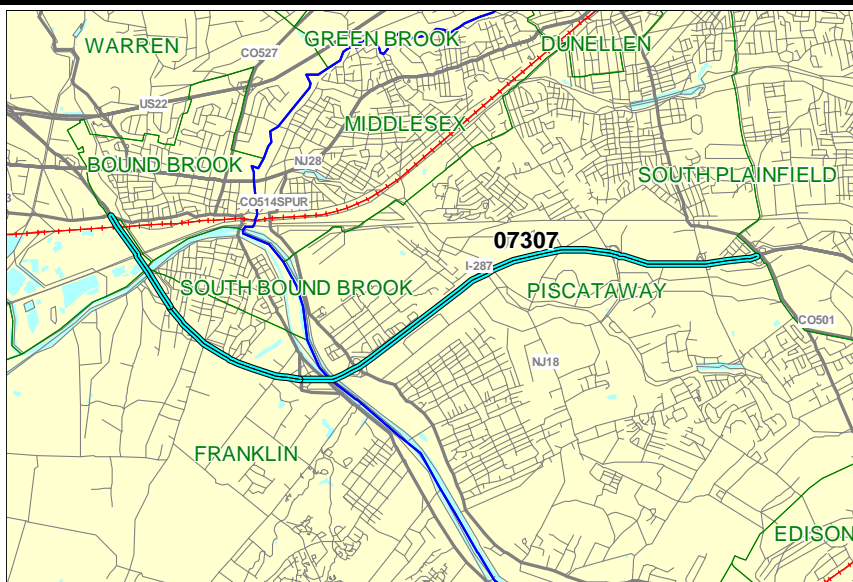 WARREN
GREEN BROOK
DUNELLEN
CO527
US22
MIDDLESEX
BOUND BROOK
NJ28
SOUTH PLAINFIELD
3
CO514SPUR
07307
I-287
SOUTH BOUND BROOK
PISCATAWAY
CO501
NJ18
FRANKLIN
EDISON